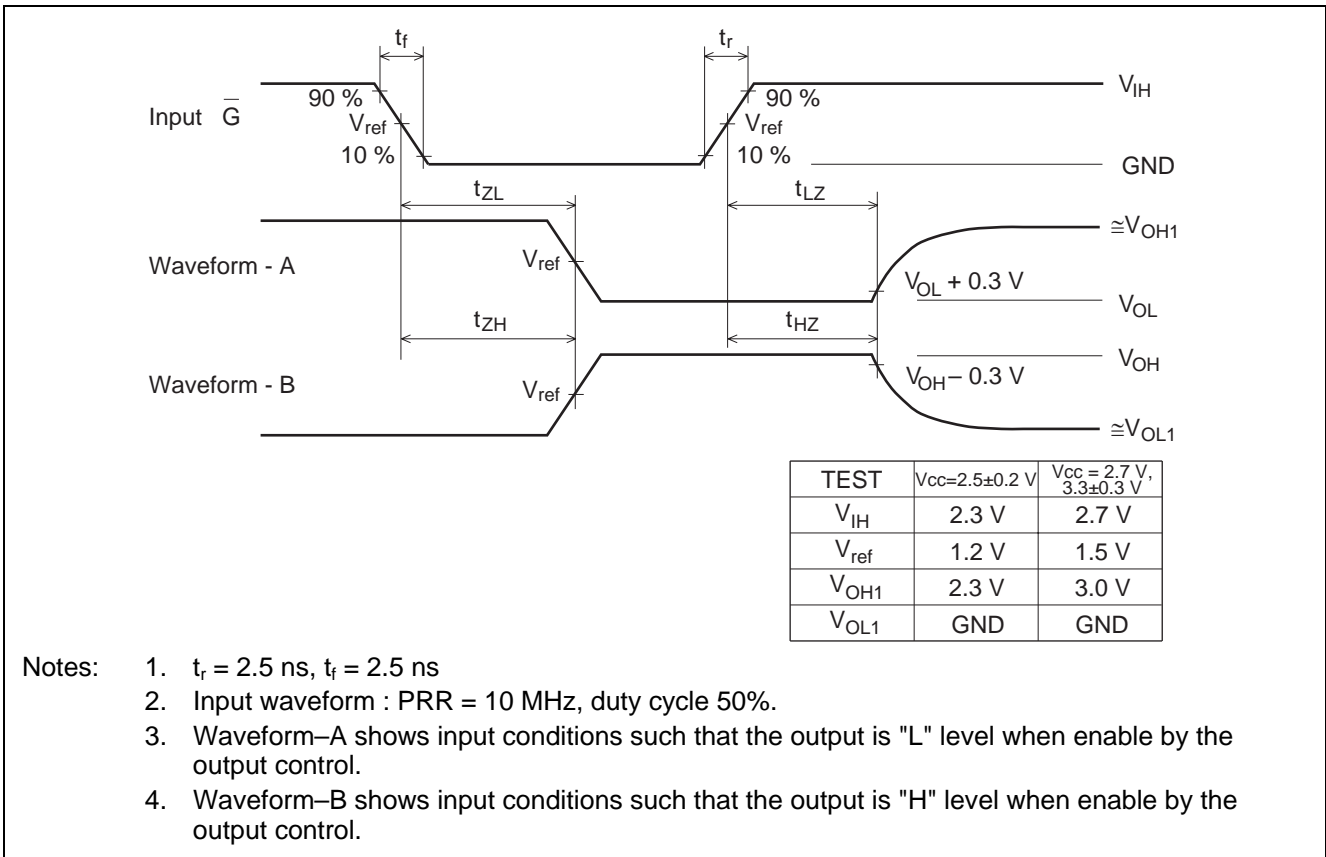 tf tr
Input G̅ 90 % Vref 10 % 90 % Vref 10 % VIH
GND
tZL tLZ
≅VOH1
Waveform - A Vref VOL + 0.3 V
VOL
tZH tHZ
VOH
Waveform - B Vref VOH – 0.3 V
≅VOL1
TEST Vcc=2.5±0.2 V Vcc = 2.7 V, 3.3±0.3 V
VIH 2.3 V 2.7 V
Vref 1.2 V 1.5 V
VOH1 2.3 V 3.0 V
VOL1 GND GND
Notes: 1. tr = 2.5 ns, tf = 2.5 ns
2. Input waveform : PRR = 10 MHz, duty cycle 50%.
3. Waveform–A shows input conditions such that the output is "L" level when enable by the
output control.
4. Waveform–B shows input conditions such that the output is "H" level when enable by the
output control.